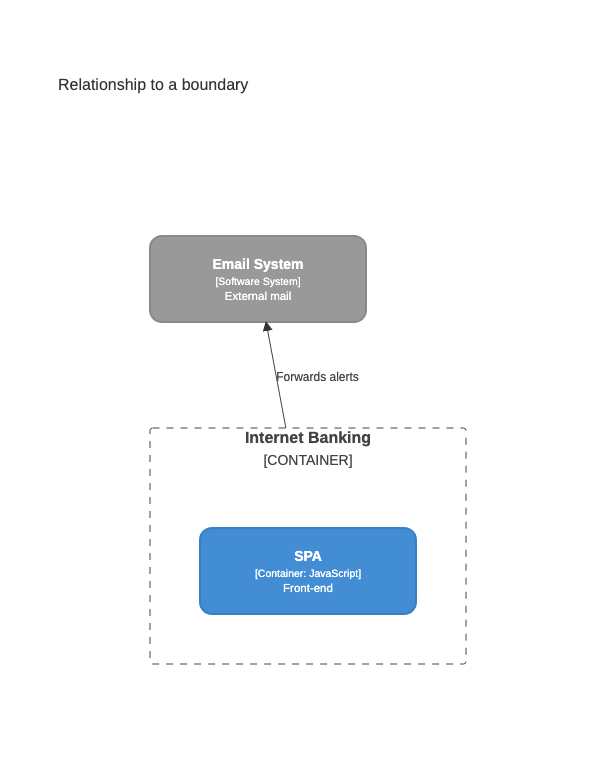 Relationship to a boundary
Email System
[Software System]
External mail
Forwards alerts
Internet Banking
[CONTAINER]
SPA
[Container: JavaScript]
Front-end